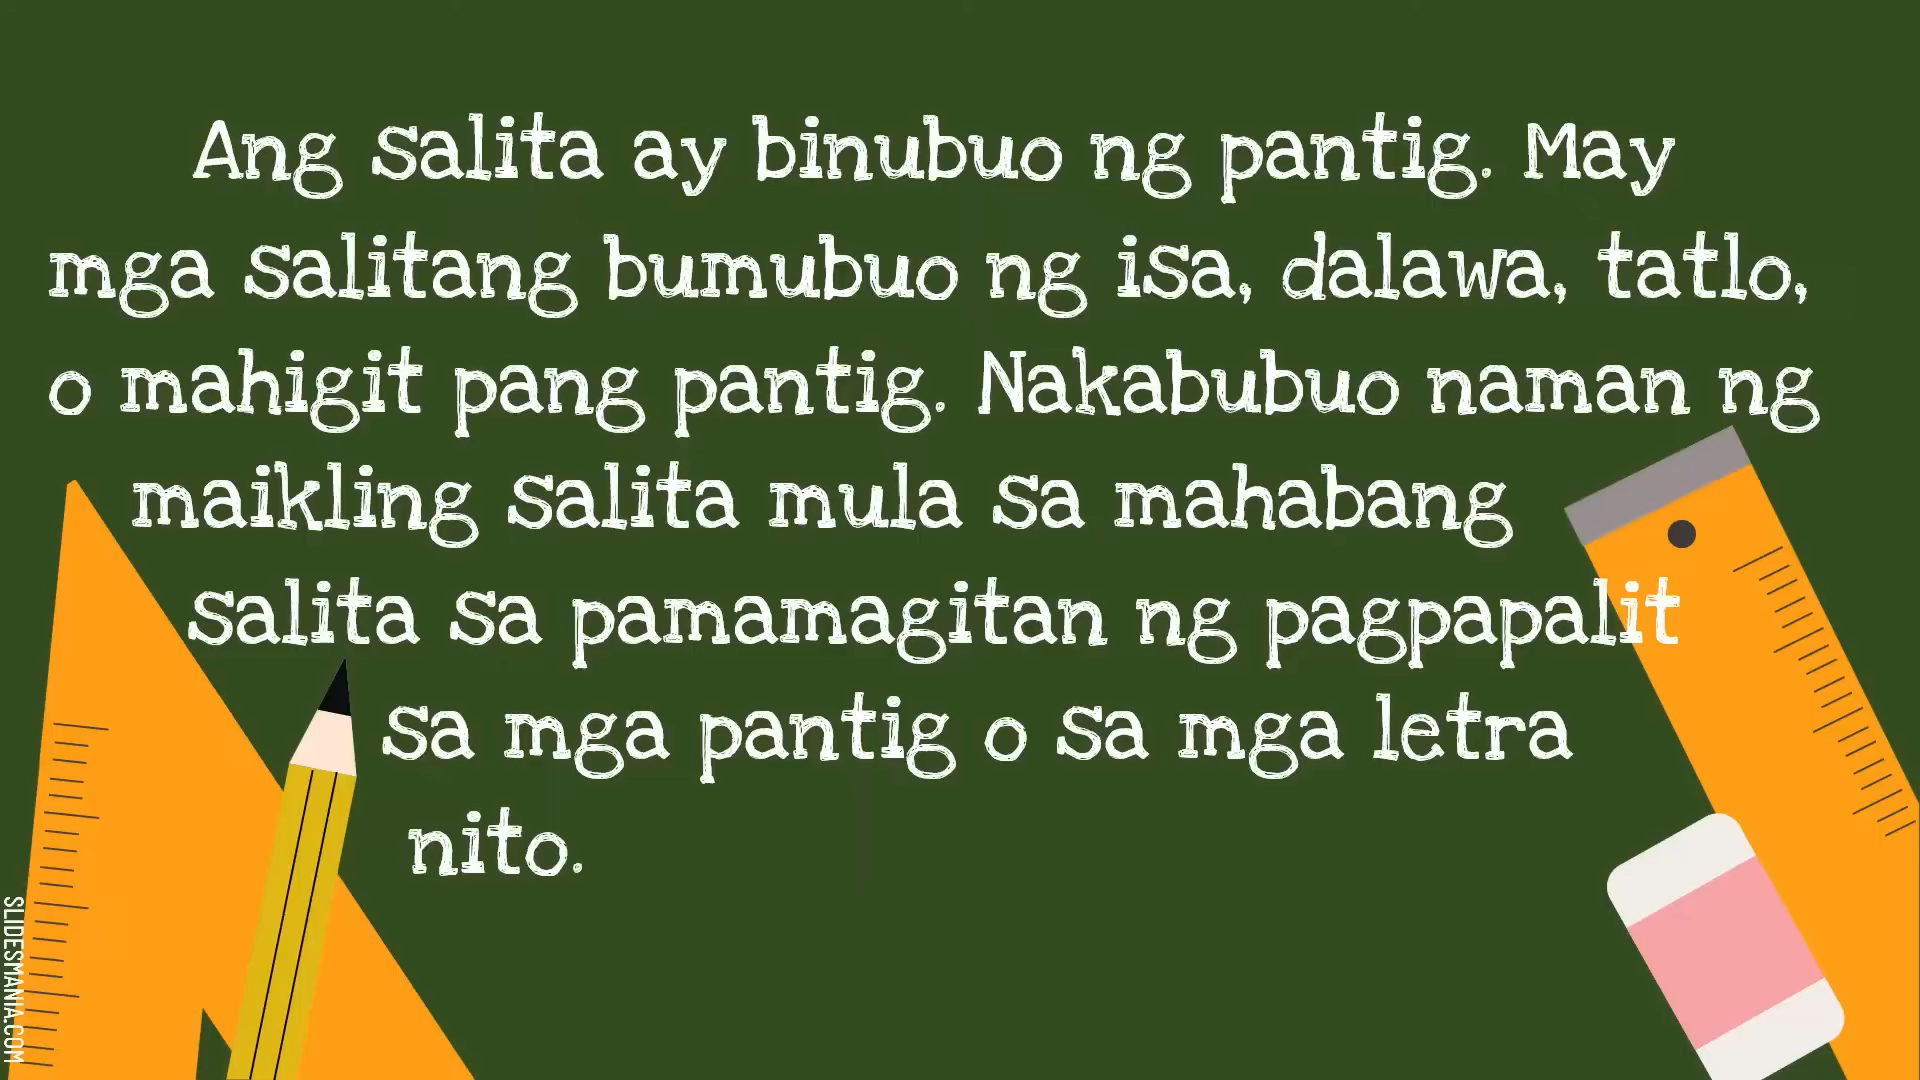 Ang salita ay binubuo ng pantig. May
mga salitang bumubuo ng isa, dalawa, tatlo,
o mahigit pang pantig. Nakabubuo naman ng
maikling salita mula sa mahabang
salita sa pamamagitan ng pagpapalit
sa mga pantig o sa mga letra
nito.
SLIDESMANIA.COM